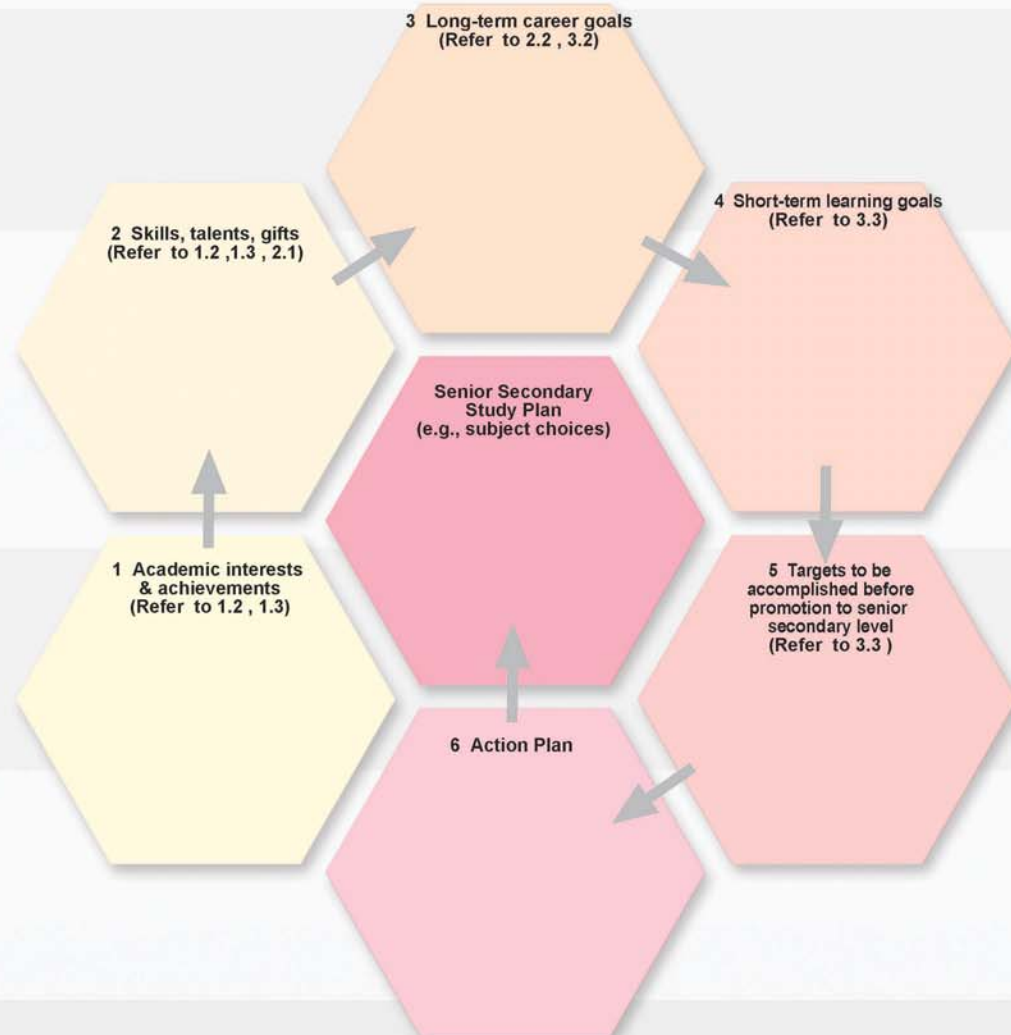 3 Long-term career goals
(Refer to 2.2 , 3.2)
4 Short-term learning goals
(Refer to 3.3)
2 Skills, talents, gifts
(Refer to 1.2 ,1.3 , 2.1)
Senior Secondary
Study Plan
(e.g., subject choices)
1 Academic interests
& achievements
(Refer to 1.2 , 1.3)
5 Targets to be
accomplished before
promotion to senior
secondary level
(Refer to 3.3 )
6 Action Plan